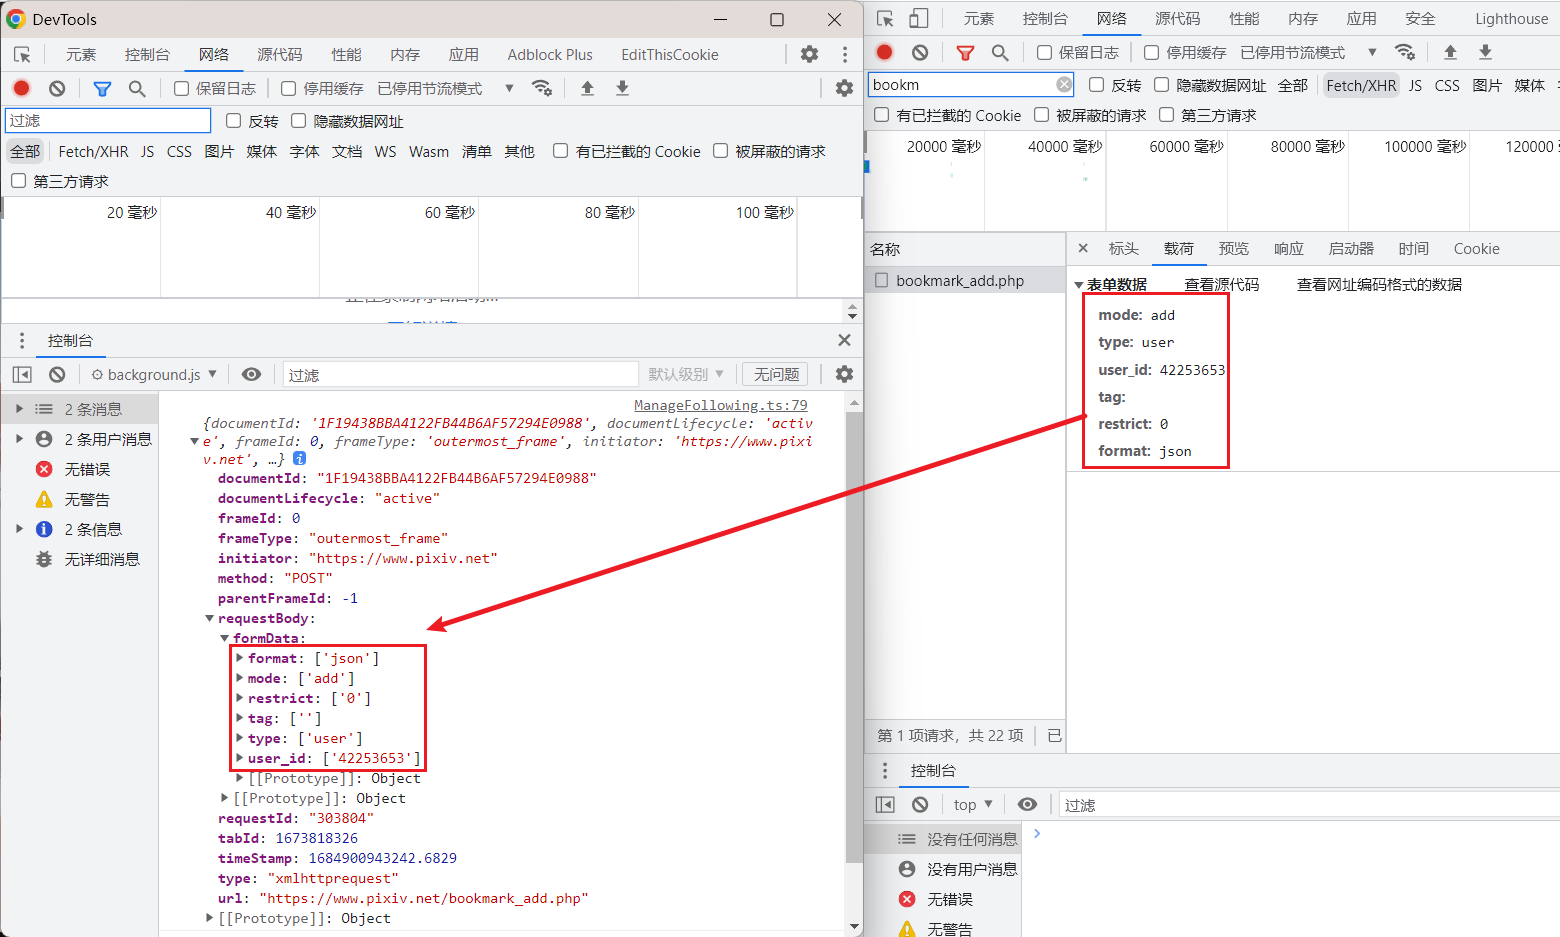 DevTools
元素 控制台 网络 源代码 性能 内存 应用 Adblock Plus EditThisCookie
保留日志 停用缓存 已停用节流模式
过滤 反转 隐藏数据网址
全部 Fetch/XHR JS CSS 图片 媒体 字体 文档 WS Wasm 清单 其他 有已拦截的 Cookie 被屏蔽的请求
第三方请求
20 毫秒 40 毫秒 60 毫秒 80 毫秒 100 毫秒
控制台
background.js 过滤 默认级别 无问题
2 条消息
2 条用户消息
无错误
无警告
2 条信息
无详细消息
ManageFollowing.ts:79
{documentId: '1F19438BBA4122FB44B6AF57294E0988', documentLifecycle: 'activ
e', frameId: 0, frameType: 'outermost_frame', initiator: 'https://www.pixi
v.net', …}
documentId: "1F19438BBA4122FB44B6AF57294E0988"
documentLifecycle: "active"
frameId: 0
frameType: "outermost_frame"
initiator: "https://www.pixiv.net"
method: "POST"
parentFrameId: -1
requestBody:
formData:
format: ['json']
mode: ['add']
restrict: ['0']
tag: ['']
type: ['user']
user_id: ['42253653']
[[Prototype]]: Object
[[Prototype]]: Object
requestId: "303804"
tabId: 1673818326
timeStamp: 1684900943242.6829
type: "xmlhttprequest"
url: "https://www.pixiv.net/bookmark_add.php"
[[Prototype]]: Object
元素 控制台 网络 源代码 性能 内存 应用 安全 Lighthouse
保留日志 停用缓存 已停用节流模式
bookm 反转 隐藏数据网址 全部 Fetch/XHR JS CSS 图片 媒体
有已拦截的 Cookie 被屏蔽的请求 第三方请求
20000 毫秒 40000 毫秒 60000 毫秒 80000 毫秒 100000 毫秒 120000
名称
bookmark_add.php
标头 载荷 预览 响应 启动器 时间 Cookie
表单数据 查看源代码 查看网址编码格式的数据
mode: add
type: user
user_id: 42253653
tag:
restrict: 0
format: json
第 1 项请求，共 22 项 已
控制台
top 过滤
没有任何消息
没有用户消息
无错误
无警告